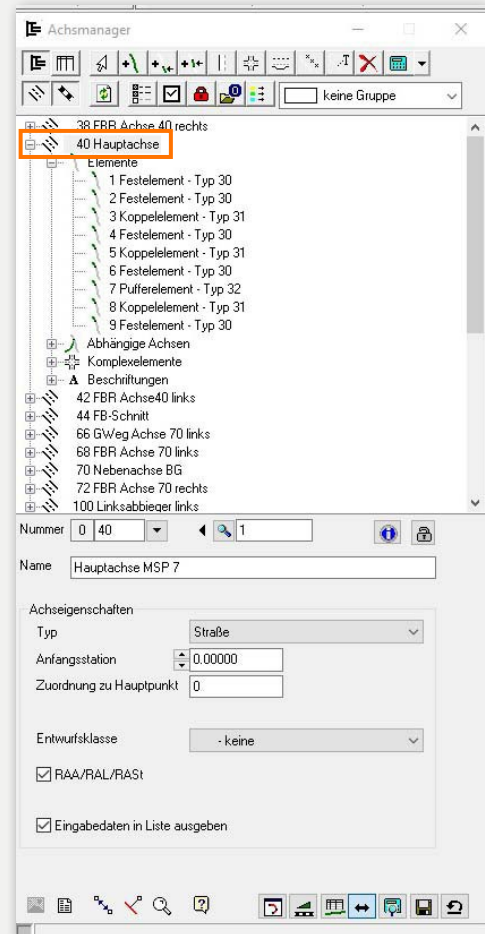 Achsmanager
keine Gruppe
38 FBR Achse 40 rechts
40 Hauptachse
Elemente
1 Festelement - Typ 30
2 Festelement - Typ 30
3 Koppelelement - Typ 31
4 Festelement - Typ 30
5 Koppelelement - Typ 31
6 Festelement - Typ 30
7 Pufferelement - Typ 32
8 Koppelelement - Typ 31
9 Festelement - Typ 30
Abhängige Achsen
Komplexelemente
A Beschriftungen
42 FBR Achse40 links
44 FB-Schnitt
66 GWeg Achse 70 links
68 FBR Achse 70 links
70 Nebenachse BG
72 FBR Achse 70 rechts
100 Linksabbieger links
Nummer 0 40 1
Name Hauptachse MSP 7
Achseigenschaften
Typ Straße
Anfangsstation 0.00000
Zuordnung zu Hauptpunkt 0
Entwurfsklasse - keine
RAA/RAL/RASt
Eingabedaten in Liste ausgeben